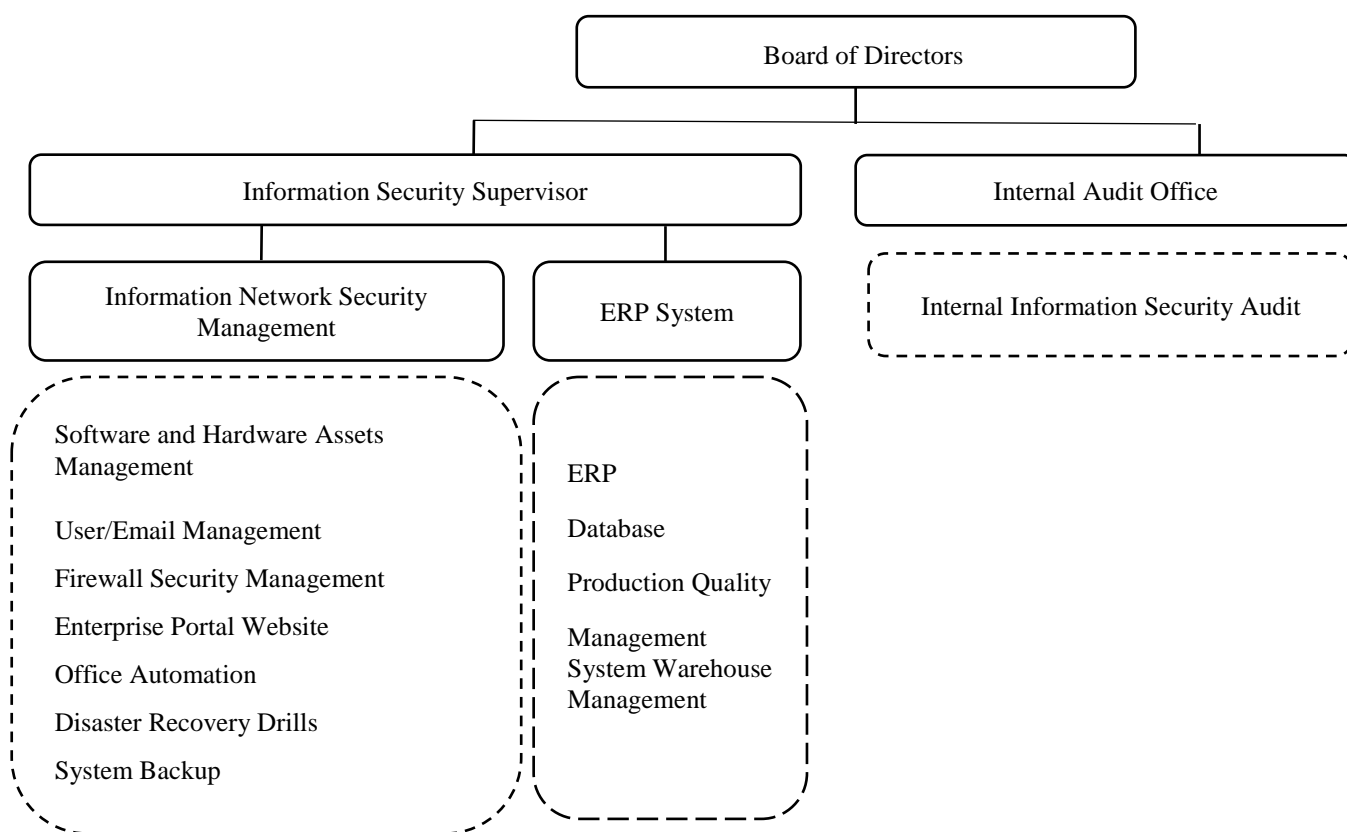 Board of Directors
Information Security Supervisor
Internal Audit Office
Information Network Security
Management
ERP System
Internal Information Security Audit
Software and Hardware Assets
Management
User/Email Management
Firewall Security Management
Enterprise Portal Website
Office Automation
Disaster Recovery Drills
System Backup
ERP
Database
Production Quality
Management
System Warehouse
Management